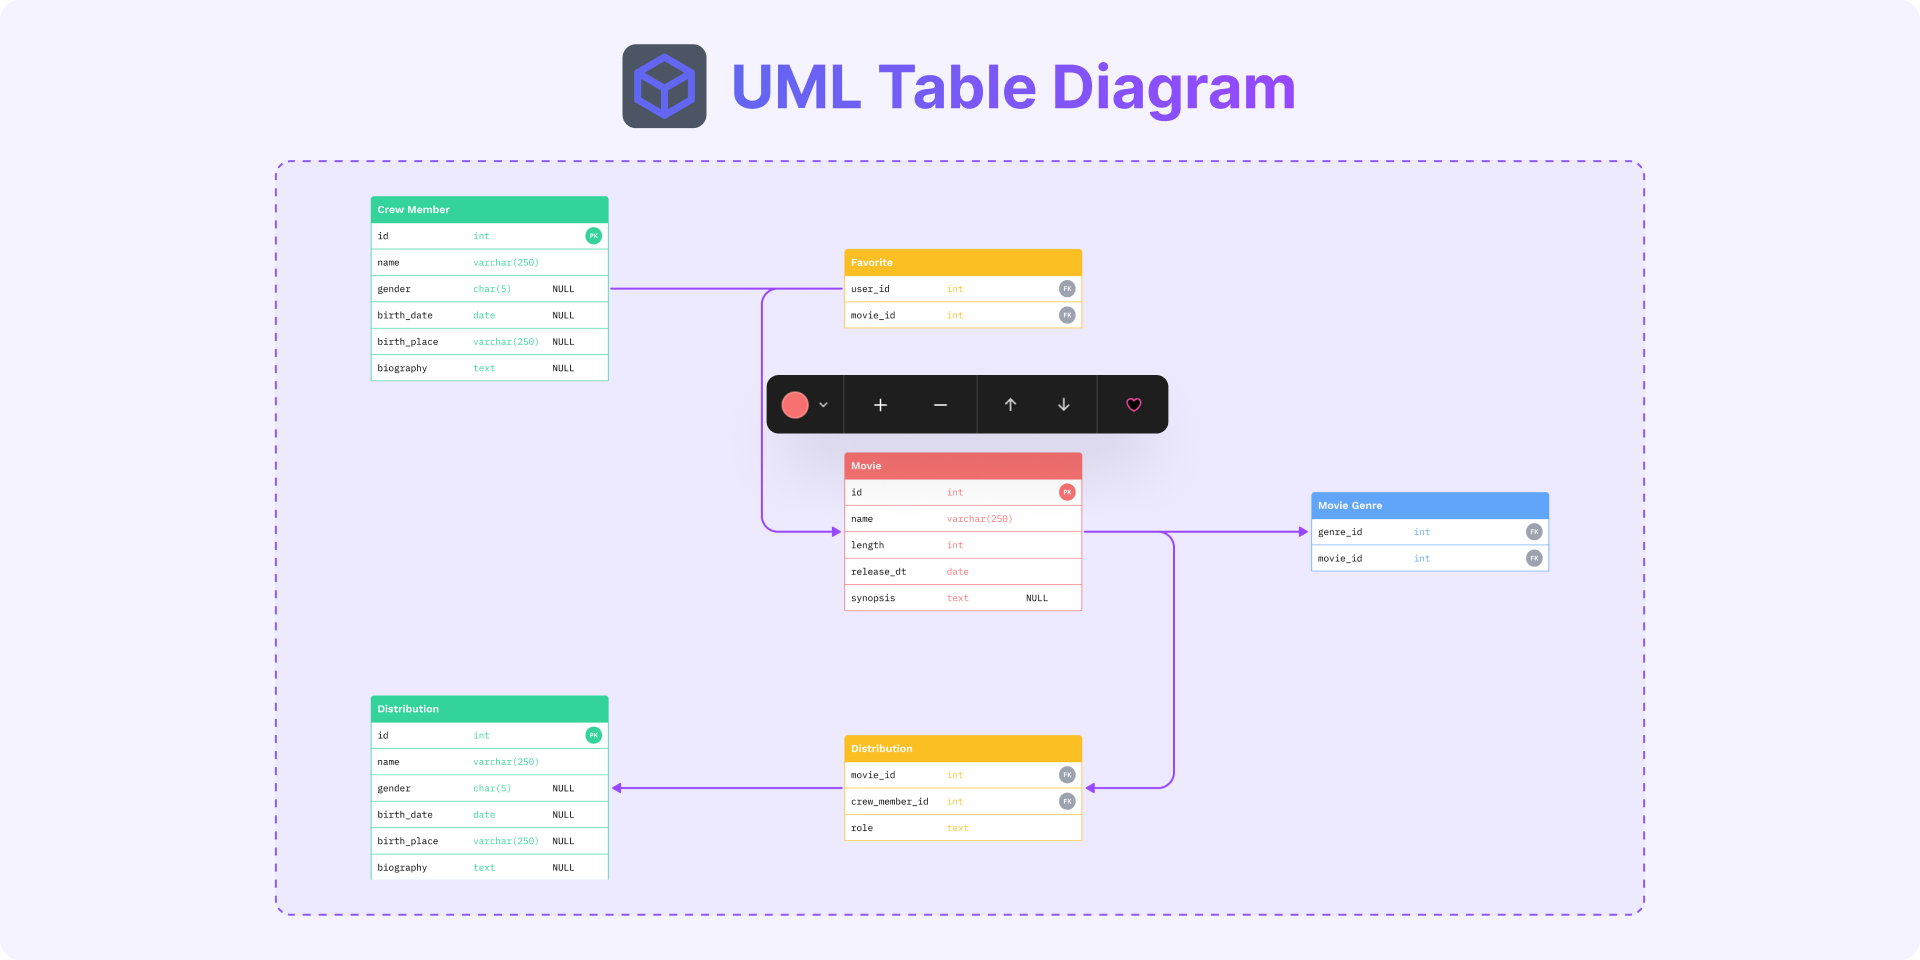 UML Table Diagram
Crew Member
id int PK
name varchar(250)
gender char(5) NULL
birth_date date NULL
birth_place varchar(250) NULL
biography text NULL
Favorite
user_id int FK
movie_id int FK
Movie
id int PK
name varchar(250)
length int
release_dt date
synopsis text NULL
Movie Genre
genre_id int FK
movie_id int FK
Distribution
id int PK
name varchar(250)
gender char(5) NULL
birth_date date NULL
birth_place varchar(250) NULL
biography text NULL
Distribution
movie_id int FK
crew_member_id int FK
role text